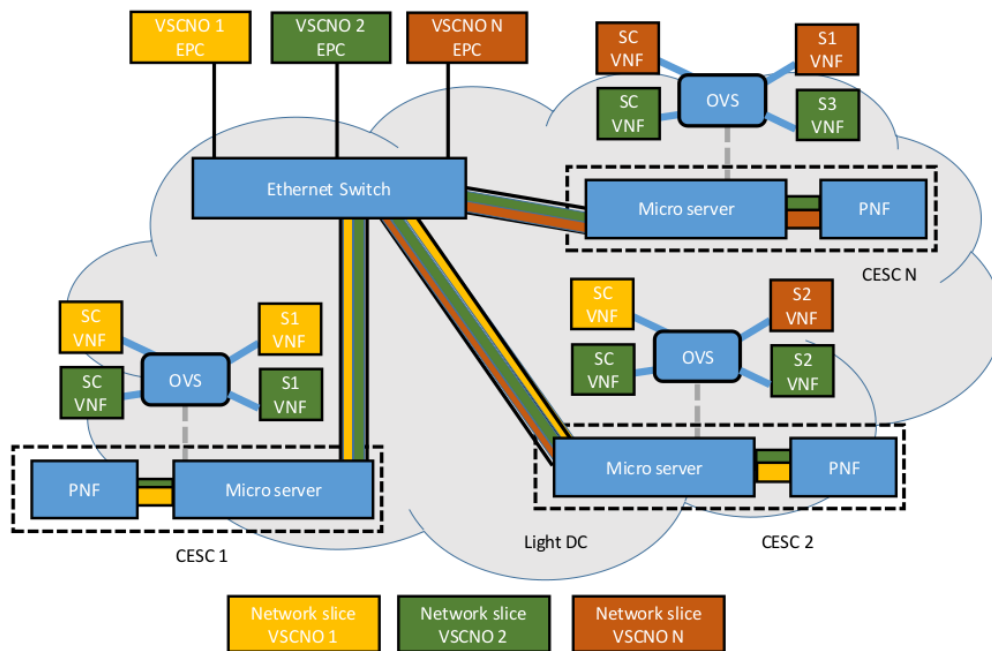 VSCNO 1
EPC
VSCNO 2
EPC
VSCNO N
EPC
SC
VNF
S1
VNF
OVS
SC
VNF
S3
VNF
Ethernet Switch
Micro server
PNF
CESC N
SC
VNF
S1
VNF
OVS
SC
VNF
S1
VNF
SC
VNF
S2
VNF
OVS
SC
VNF
S2
VNF
PNF
Micro server
CESC 1
Micro server
PNF
Light DC
CESC 2
Network slice
VSCNO 1
Network slice
VSCNO 2
Network slice
VSCNO N